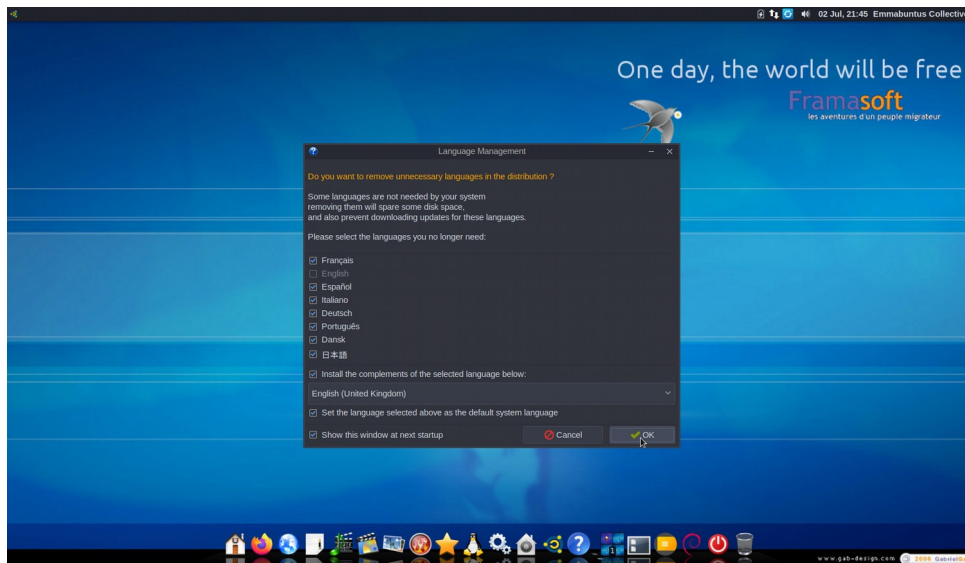 02 Jul, 21:45 Emmabuntus Collective
One day, the world will be free
Framasoft
les aventures d'un peuple migrateur
Language Management
Do you want to remove unnecessary languages in the distribution ?
Some languages are not needed by your system
removing them will spare some disk space,
and also prevent downloading updates for these languages.
Please select the languages you no longer need:
Français
English
Español
Italiano
Deutsch
Português
Dansk
日本語
Install the complements of the selected language below:
English (United Kingdom)
Set the language selected above as the default system language
Show this window at next startup
Cancel
OK
www.gab-design.com 2006 Gabriel